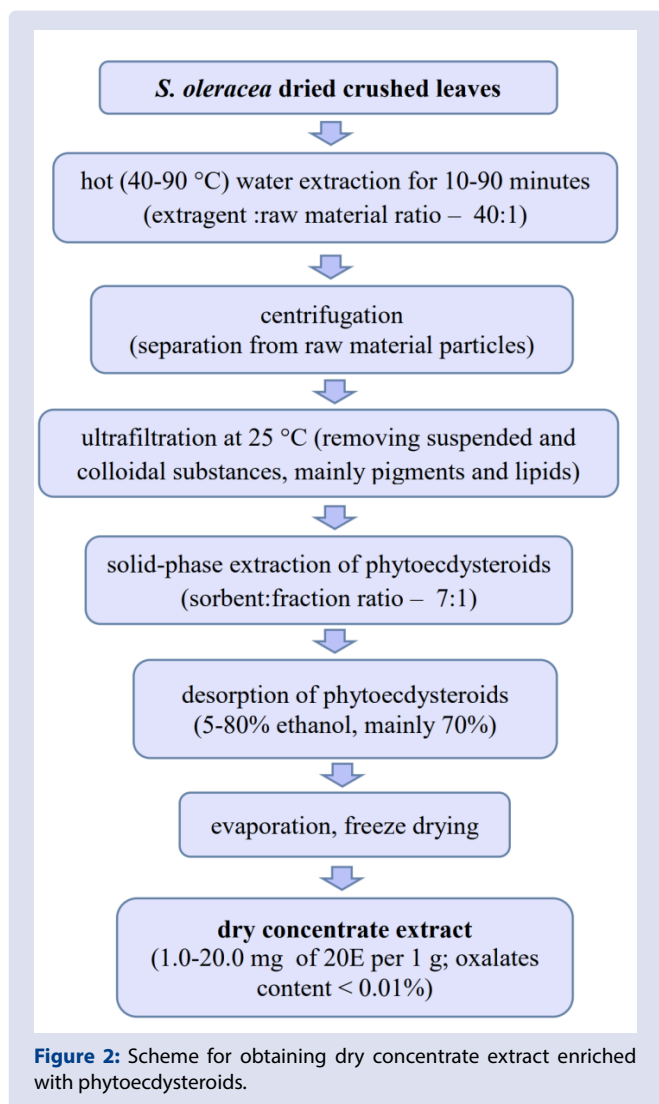 S. oleracea dried crushed leaves
hot (40-90 °C) water extraction for 10-90 minutes
(extragent :raw material ratio – 40:1)
centrifugation
(separation from raw material particles)
ultrafiltration at 25 °C (removing suspended and
colloidal substances, mainly pigments and lipids)
solid-phase extraction of phytoecdysteroids
(sorbent:fraction ratio – 7:1)
desorption of phytoecdysteroids
(5-80% ethanol, mainly 70%)
evaporation, freeze drying
dry concentrate extract
(1.0-20.0 mg of 20E per 1 g; oxalates
content < 0.01%)
Figure 2: Scheme for obtaining dry concentrate extract enriched
with phytoecdysteroids.